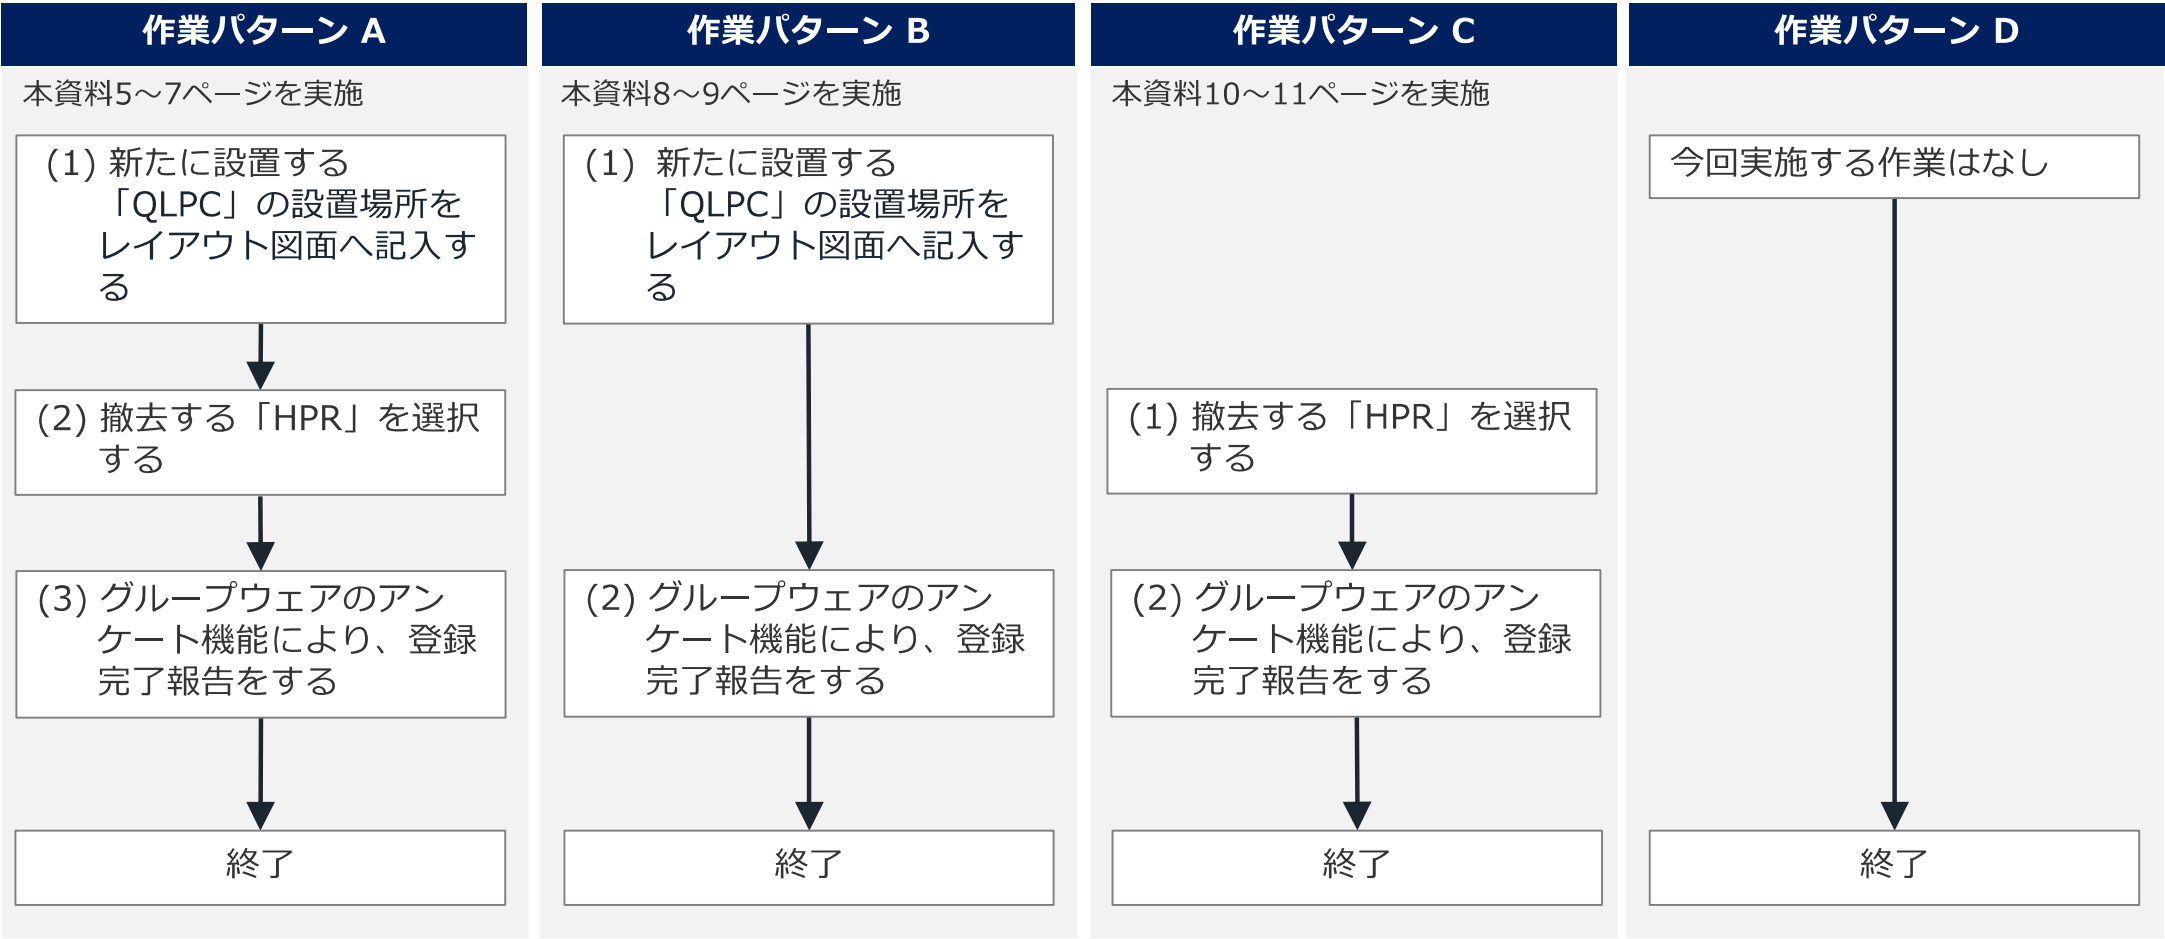 作業パターン A
本資料5～7ページを実施
(1) 新たに設置する
「QLPC」の設置場所を
レイアウト図面へ記入す
る
(2) 撤去する「HPR」を選択
する
(3) グループウェアのアン
ケート機能により、登録
完了報告をする
終了
作業パターン B
本資料8～9ページを実施
(1) 新たに設置する
「QLPC」の設置場所を
レイアウト図面へ記入す
る
(2) グループウェアのアン
ケート機能により、登録
完了報告をする
終了
作業パターン C
本資料10～11ページを実施
(1) 撤去する「HPR」を選択
する
(2) グループウェアのアン
ケート機能により、登録
完了報告をする
終了
作業パターン D
今回実施する作業はなし
終了